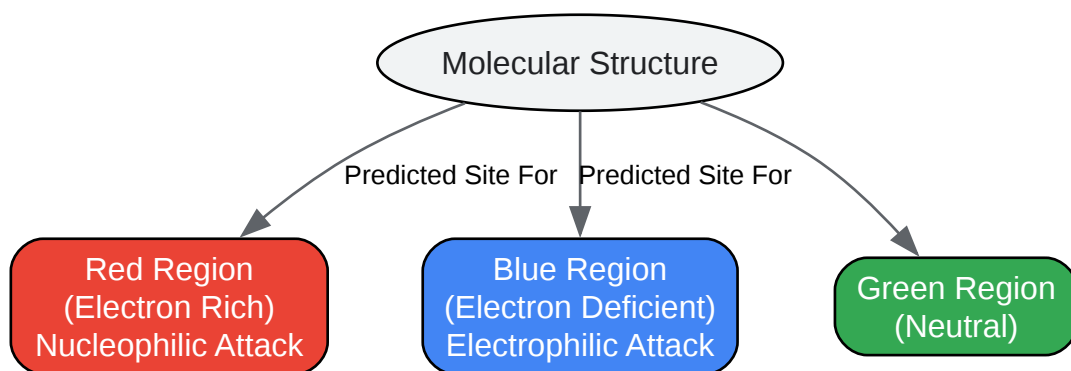 Molecular Structure
Predicted Site For
Predicted Site For
Red Region
(Electron Rich)
Nucleophilic Attack
Blue Region
(Electron Deficient)
Electrophilic Attack
Green Region
(Neutral)